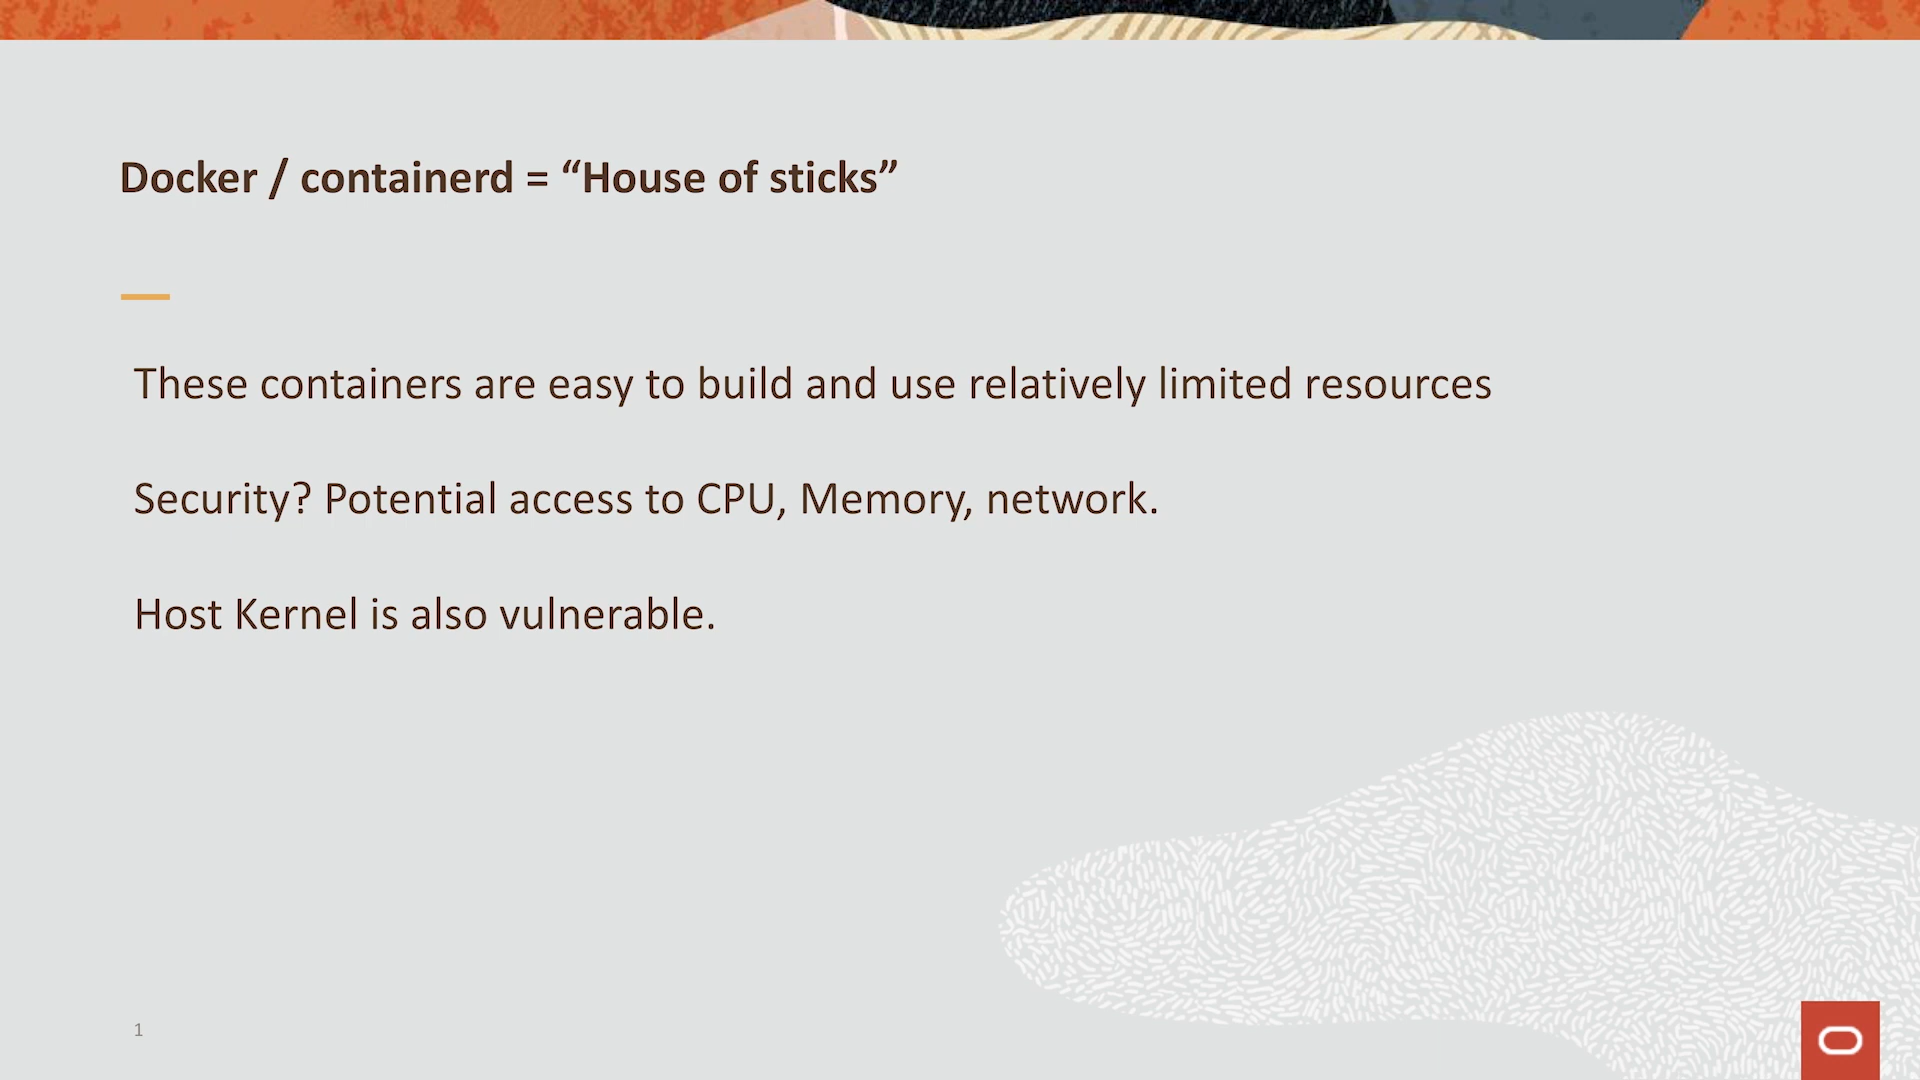 Docker / containerd = “House of sticks”
These containers are easy to build and use relatively limited resources
Security? Potential access to CPU, Memory, network.
Host Kernel is also vulnerable.
1